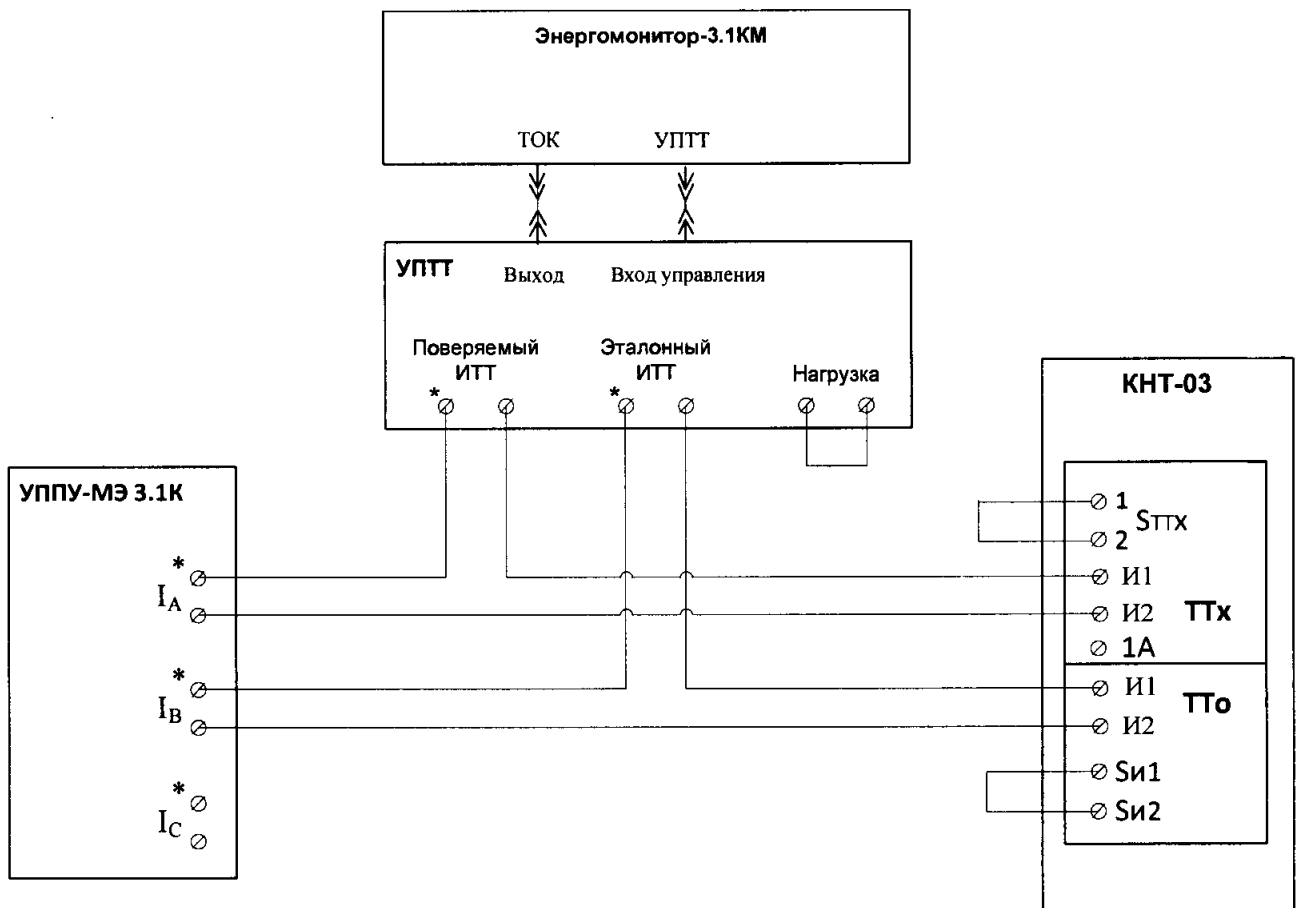 Энергомонитор-3.1КМ
ТОК УПТТ
УПТТ
Выход Вход управления
Поверяемый ИТТ
*
Эталонный ИТТ
*
Нагрузка
УППУ-МЭ 3.1К
*
I_A
*
I_B
*
I_C
КНТ-03
1
Sттх
2
И1
И2 ТТх
1А
И1
ТТо
И2
Sи1
Sи2